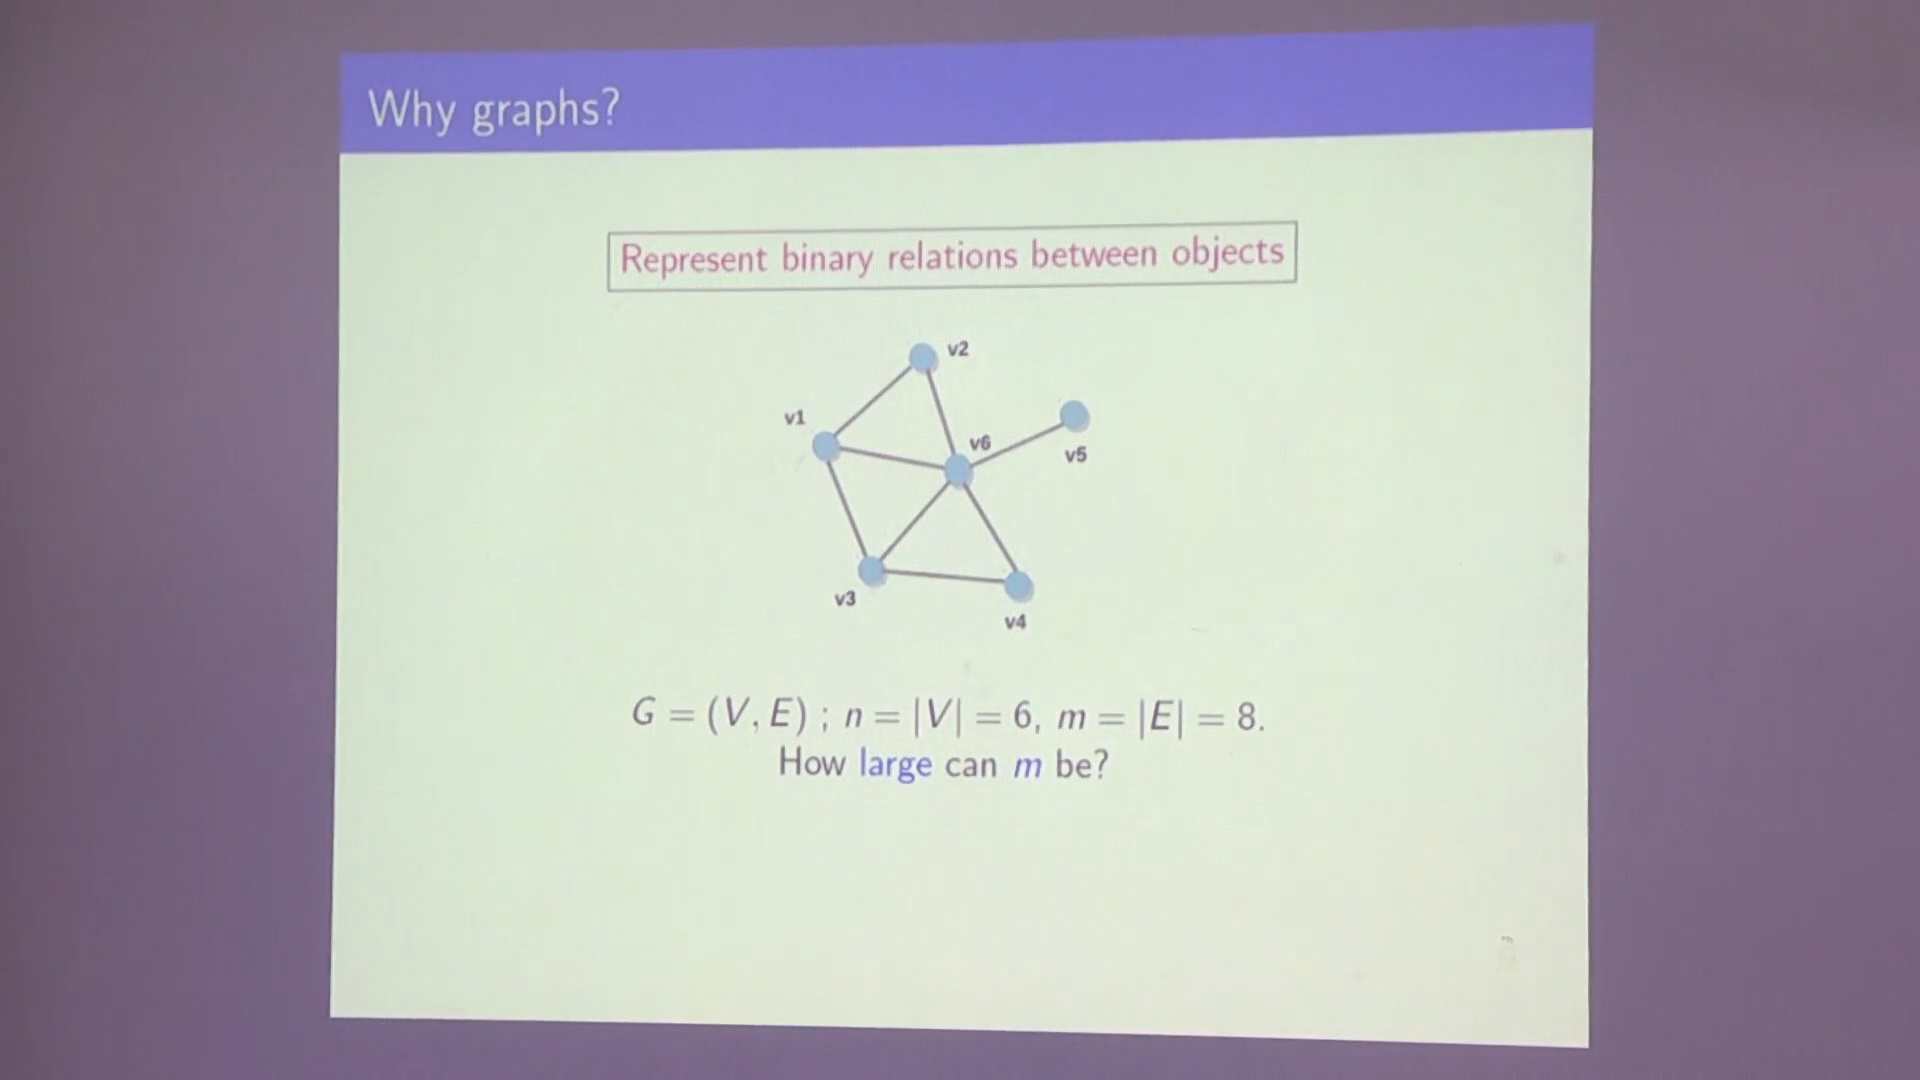 Why graphs?
Represent binary relations between objects
v2
v1
v6
v5
v3
v4
G = (V, E) ; n = |V| = 6, m = |E| = 8.
How large can m be?